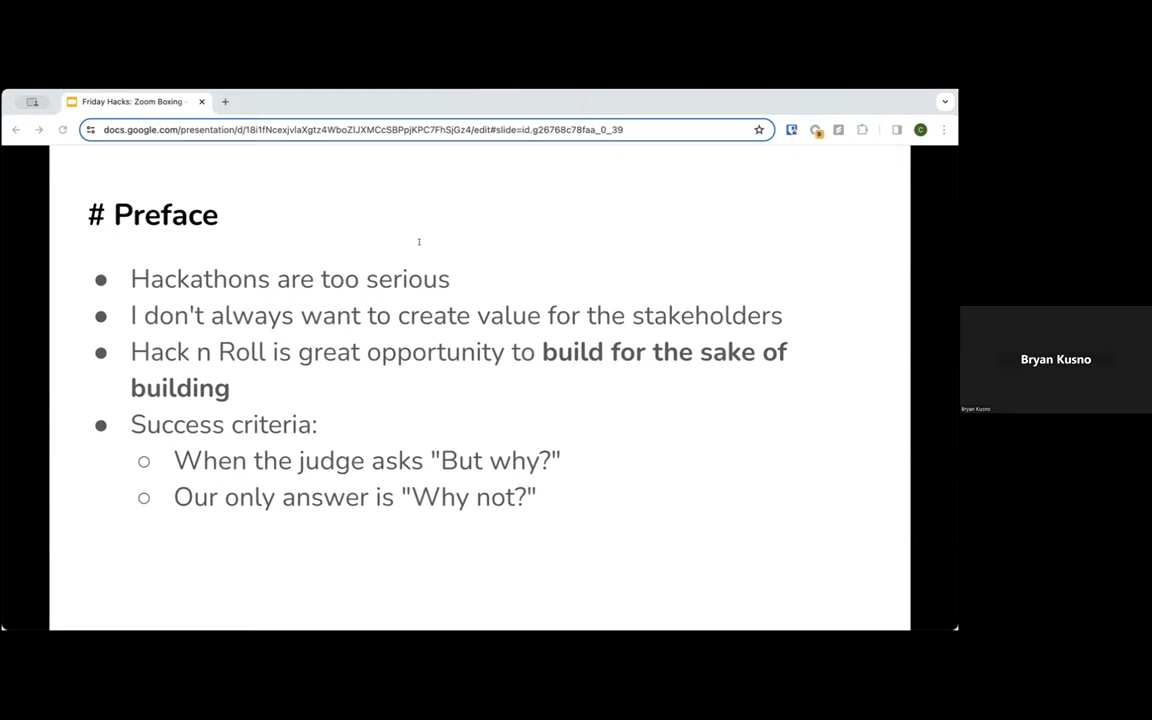 Friday Hacks: Zoom Boxing -
docs.google.com/presentation/d/18i1fNcexjvlaXgtz4WboZIJXMCcSBPpjKPC7FhSjGz4/edit#slide=id.g26768c78faa_0_39
# Preface
● Hackathons are too serious
● I don't always want to create value for the stakeholders
● Hack n Roll is great opportunity to build for the sake of
building
● Success criteria:
○ When the judge asks "But why?"
○ Our only answer is "Why not?"
Bryan Kusno
Bryan Kusno